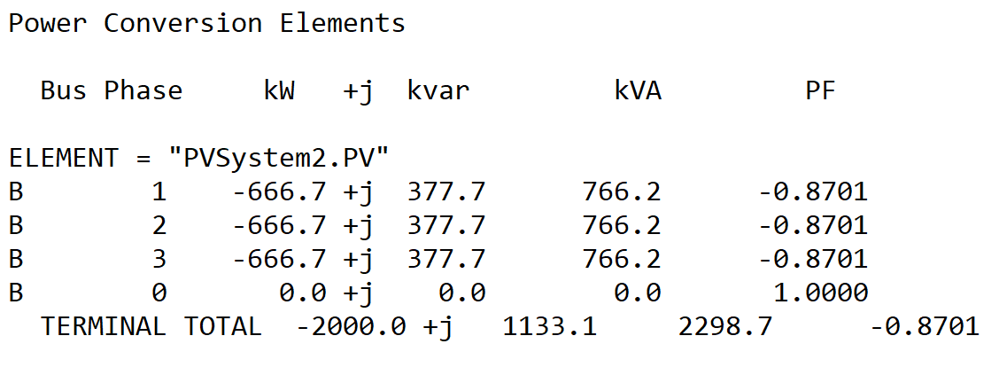 Power Conversion Elements
Bus Phase kW +j kvar kVA PF
ELEMENT = "PVSystem2.PV"
B 1 -666.7 +j 377.7 766.2 -0.8701
B 2 -666.7 +j 377.7 766.2 -0.8701
B 3 -666.7 +j 377.7 766.2 -0.8701
B 0 0.0 +j 0.0 0.0 1.0000
TERMINAL TOTAL -2000.0 +j 1133.1 2298.7 -0.8701